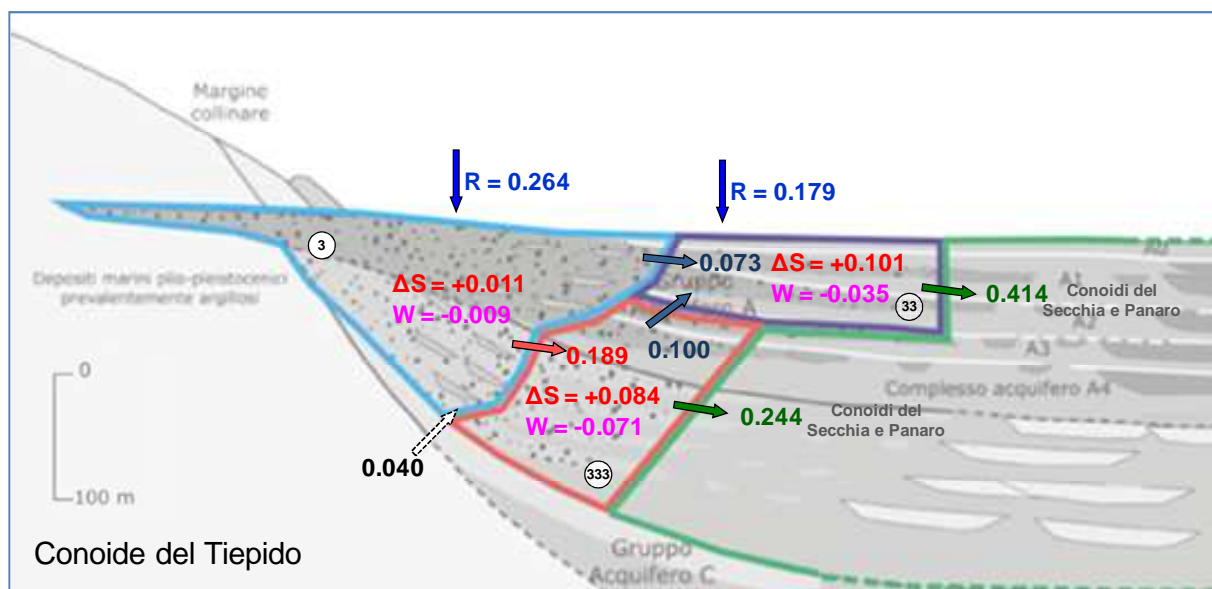 Margine
collinare
R = 0.264
R = 0.179
3
Depositi marini plio-pleistocenici
prevalentemente argillosi
0.073
ΔS = +0.101
W = -0.035
33
0.414
Conoidi del
Secchia e Panaro
A1
A2
A3
ΔS = +0.011
W = -0.009
0.100
0.189
0
Complesso acquifero A4
ΔS = +0.084
W = -0.071
0.244
Conoidi del
Secchia e Panaro
0.040
333
100 m
Conoide del Tiepido
Gruppo
Acquifero C